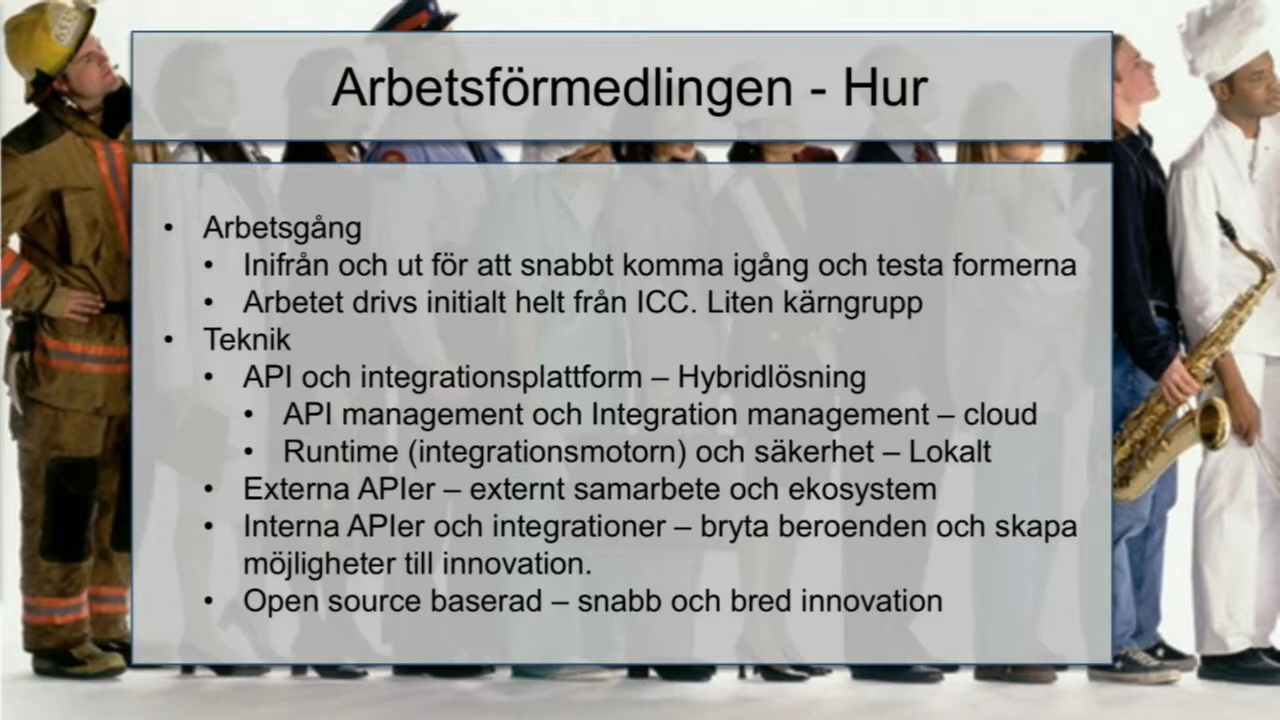 Arbetsförmedlingen - Hur
• Arbetsgång
• Inifrån och ut för att snabbt komma igång och testa formerna
• Arbetet drivs initialt helt från ICC. Liten kärngrupp
• Teknik
• API och integrationsplattform – Hybridlösning
• API management och Integration management – cloud
• Runtime (integrationsmotorn) och säkerhet – Lokalt
• Externa APIer – externt samarbete och ekosystem
• Interna APIer och integrationer – bryta beroenden och skapa
möjligheter till innovation.
• Open source baserad – snabb och bred innovation